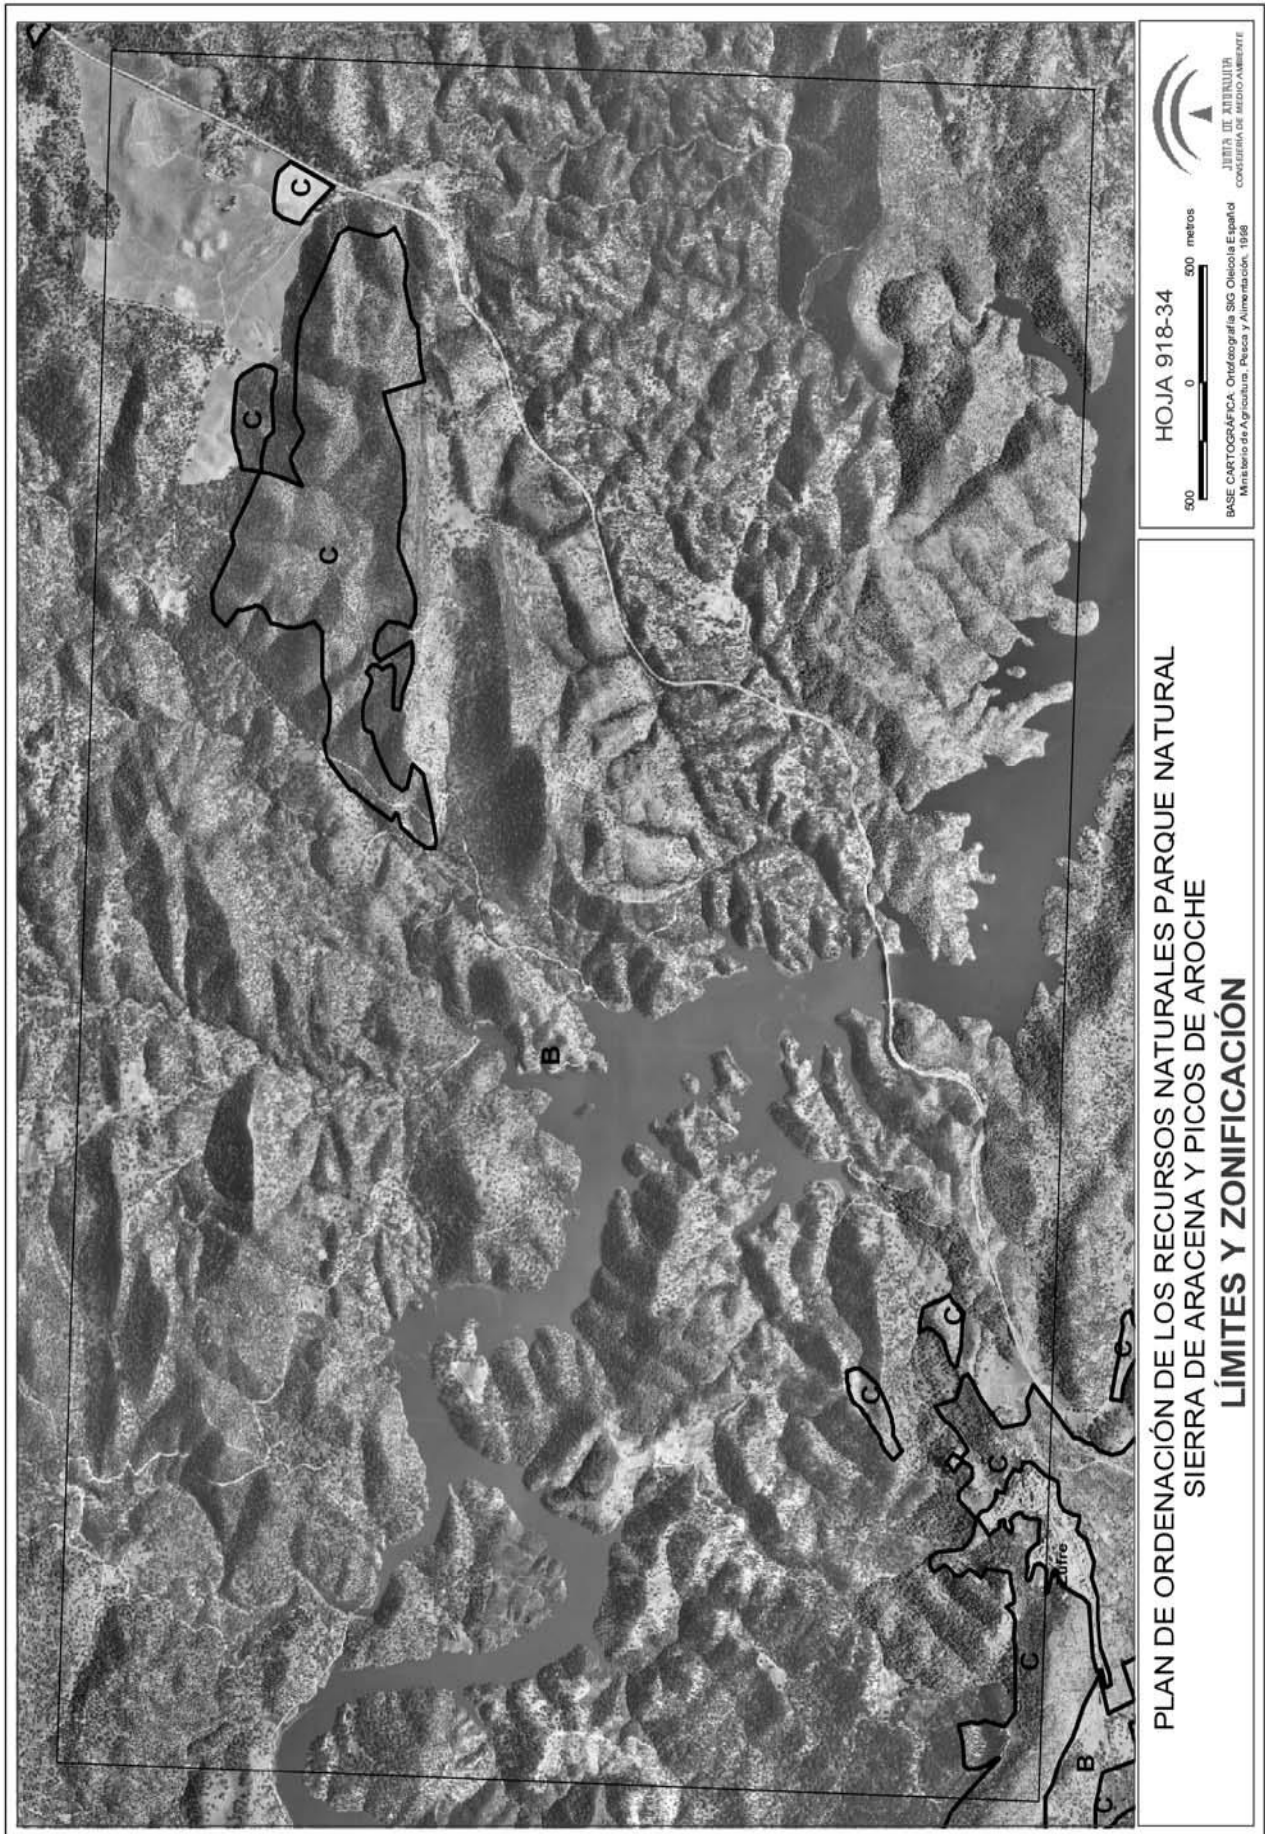 C
C
C
B
C
C
C
C
Zufre
C
B
C
PLAN DE ORDENACIÓN DE LOS RECURSOS NATURALES PARQUE NATURAL
SIERRA DE ARACENA Y PICOS DE AROCHE
LÍMITES Y ZONIFICACIÓN
HOJA 918-34
500 0 500 metros
BASE CARTOGRÁFICA: Ortofotografía SIG Oleícola Español
Ministerio de Agricultura, Pesca y Alimentación, 1998
JUNTA DE ANDALUCIA
CONSEJERÍA DE MEDIO AMBIENTE